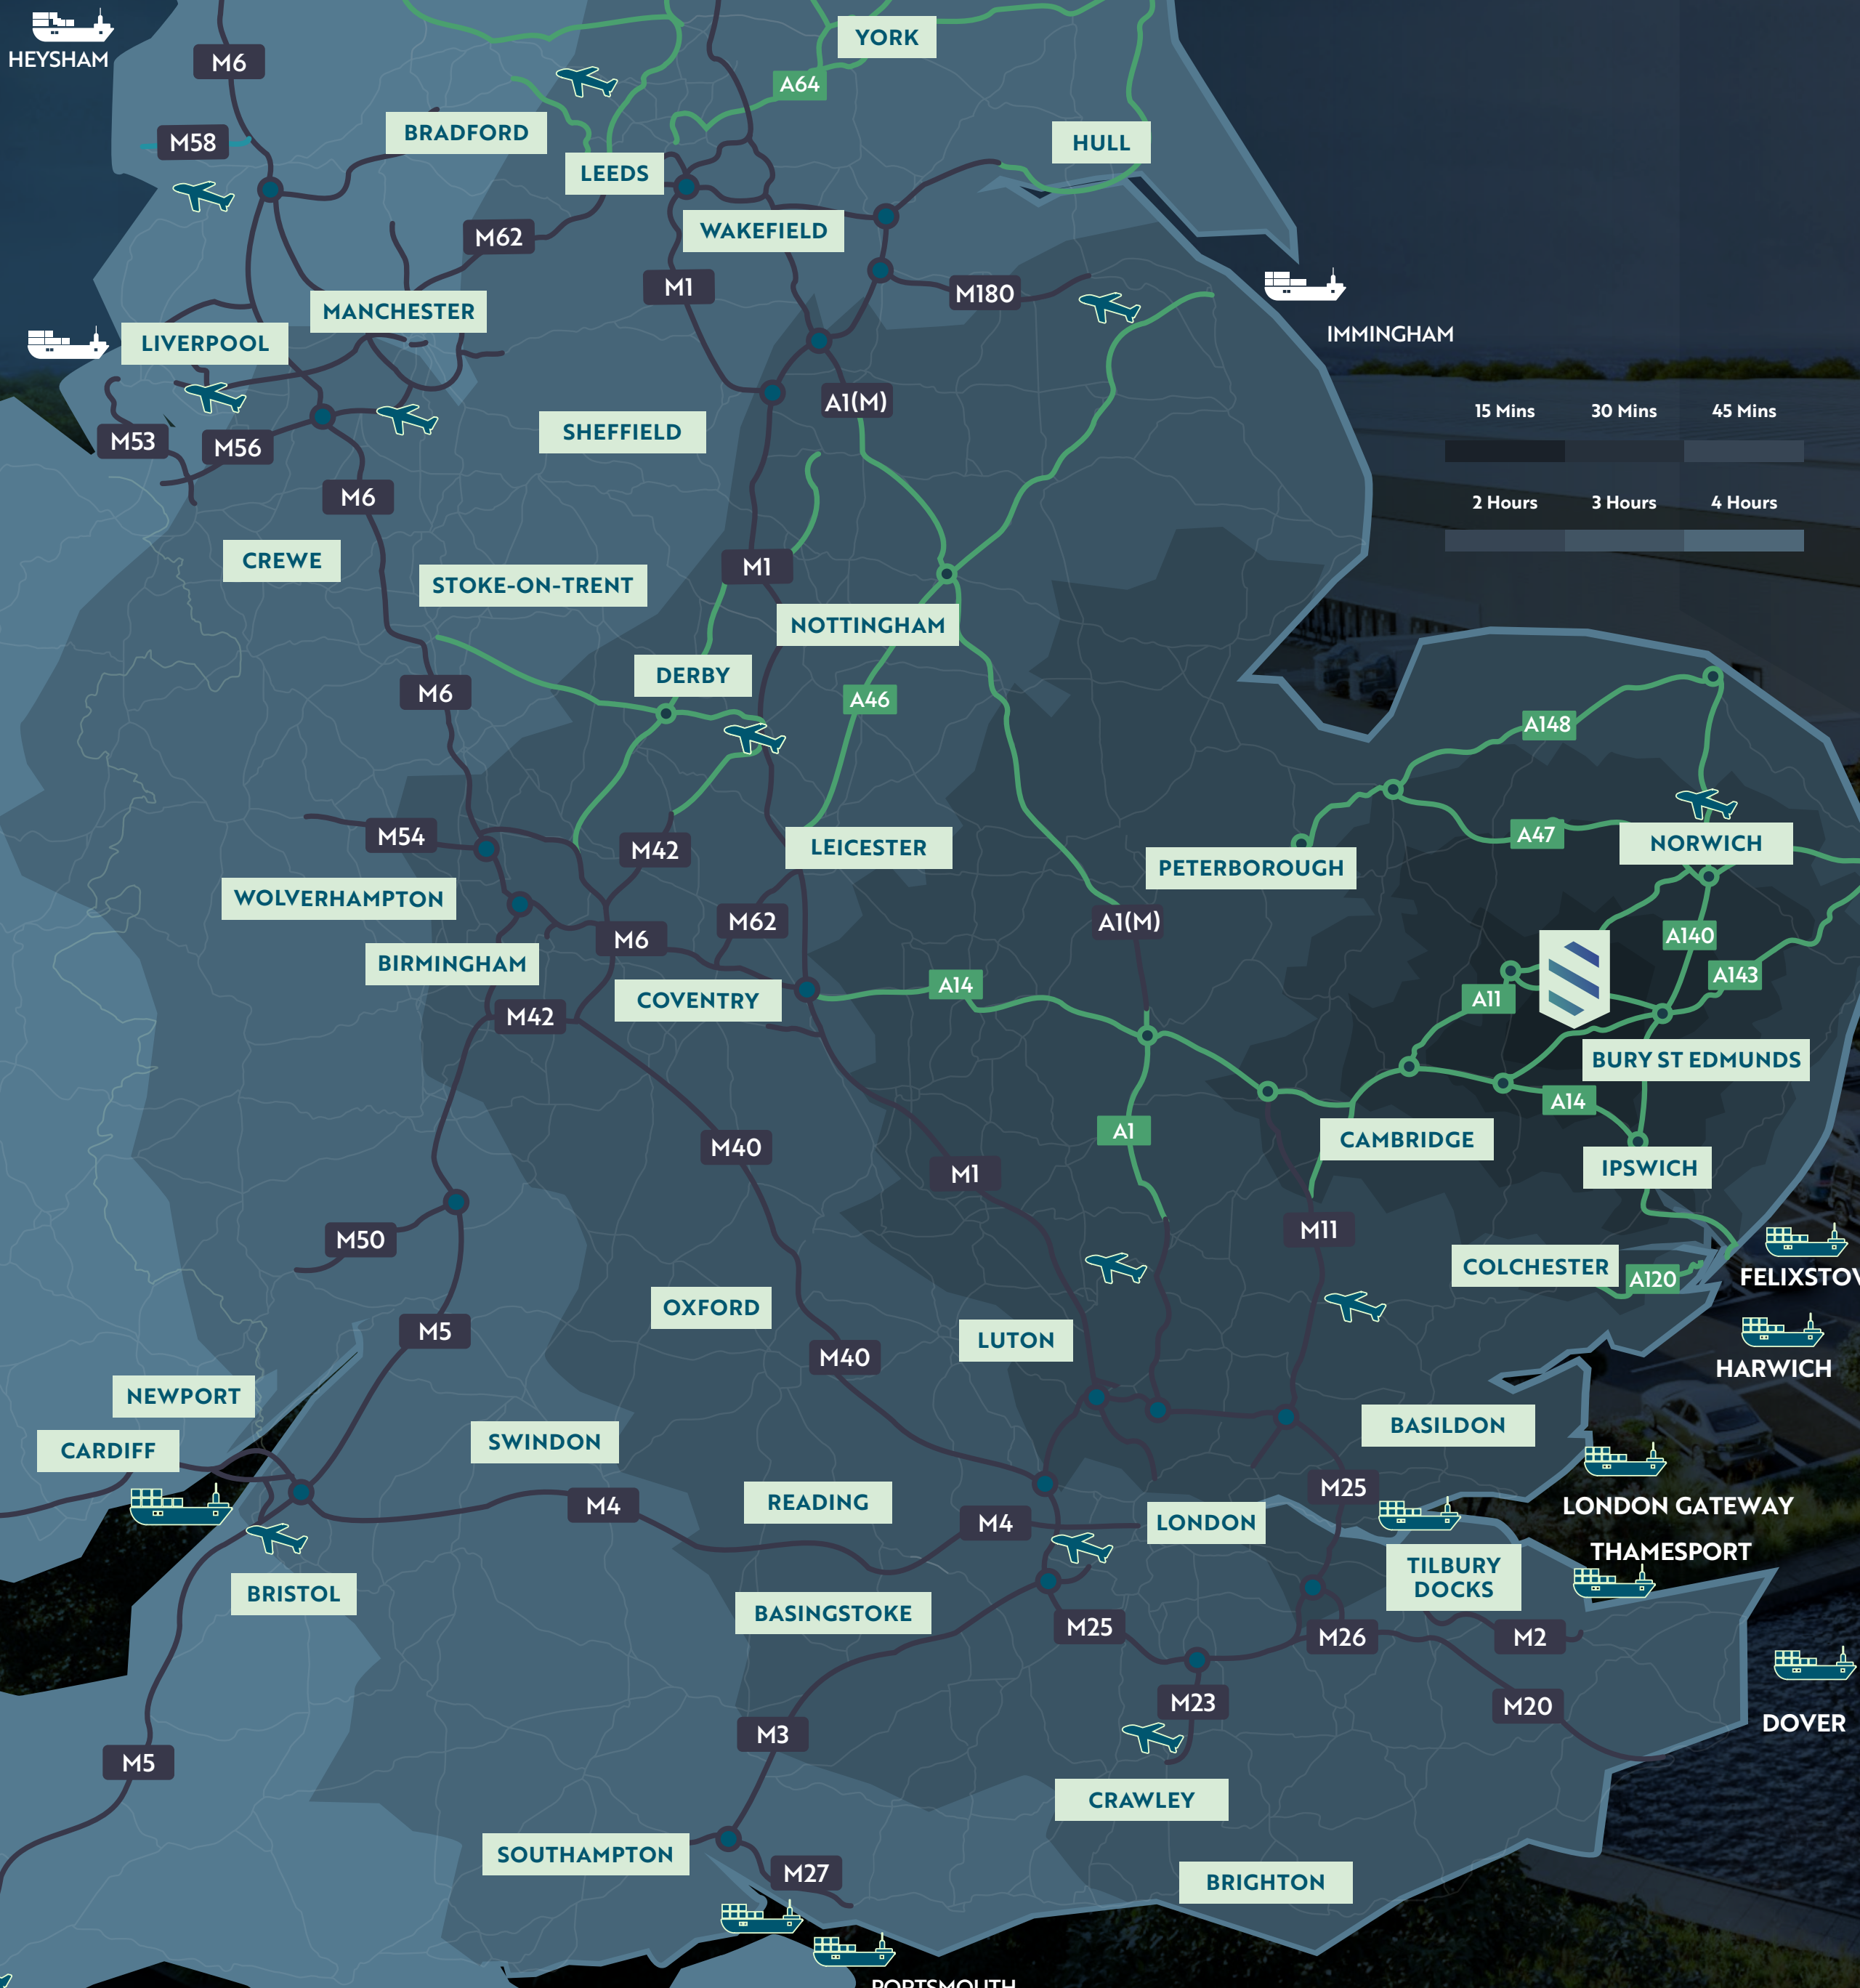 YORK
M6
HEYSHAM
A64
BRADFORD
M58
HULL
LEEDS
WAKEFIELD
M62
M1
M180
MANCHESTER
IMMINGHAM
LIVERPOOL
A1(M)
15 Mins 30 Mins 45 Mins
SHEFFIELD
M53
M56
M6
2 Hours 3 Hours 4 Hours
CREWE
M1
STOKE-ON-TRENT
NOTTINGHAM
DERBY
M6
A46
A148
M54
A47
NORWICH
M42
LEICESTER
PETERBOROUGH
WOLVERHAMPTON
M62
A1(M)
M6
A140
BIRMINGHAM
A143
A14
COVENTRY
A11
M42
BURY ST EDMUNDS
A14
A1
CAMBRIDGE
M40
IPSWICH
M1
M11
M50
COLCHESTER
A120
FELIXSTOV
OXFORD
M5
LUTON
M40
HARWICH
NEWPORT
BASILDON
SWINDON
CARDIFF
M25
READING
M4
LONDON GATEWAY
M4
LONDON
THAMESPORT
TILBURY
DOCKS
BRISTOL
BASINGSTOKE
M25
M26
M2
M23
M20
DOVER
M3
M5
CRAWLEY
SOUTHAMPTON
M27
BRIGHTON
PORTSMOUTH